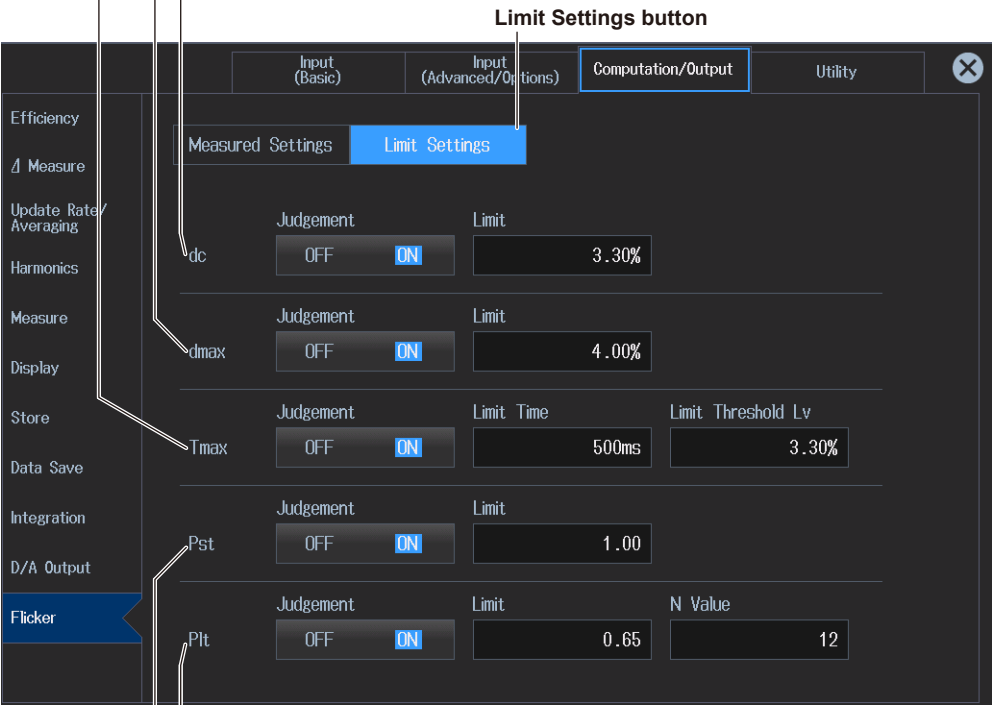 Limit Settings button
Input
(Basic)
Input
(Advanced/Options)
Computation/Output
Utility
Efficiency
Δ Measure
Update Rate/
Averaging
Harmonics
Measure
Display
Store
Data Save
Integration
D/A Output
Flicker
Measured Settings
Limit Settings
Judgement Limit
dc OFF ON 3.30%
Judgement Limit
dmax OFF ON 4.00%
Judgement Limit Time Limit Threshold Lv
Tmax OFF ON 500ms 3.30%
Judgement Limit
Pst OFF ON 1.00
Judgement Limit N Value
Plt OFF ON 0.65 12